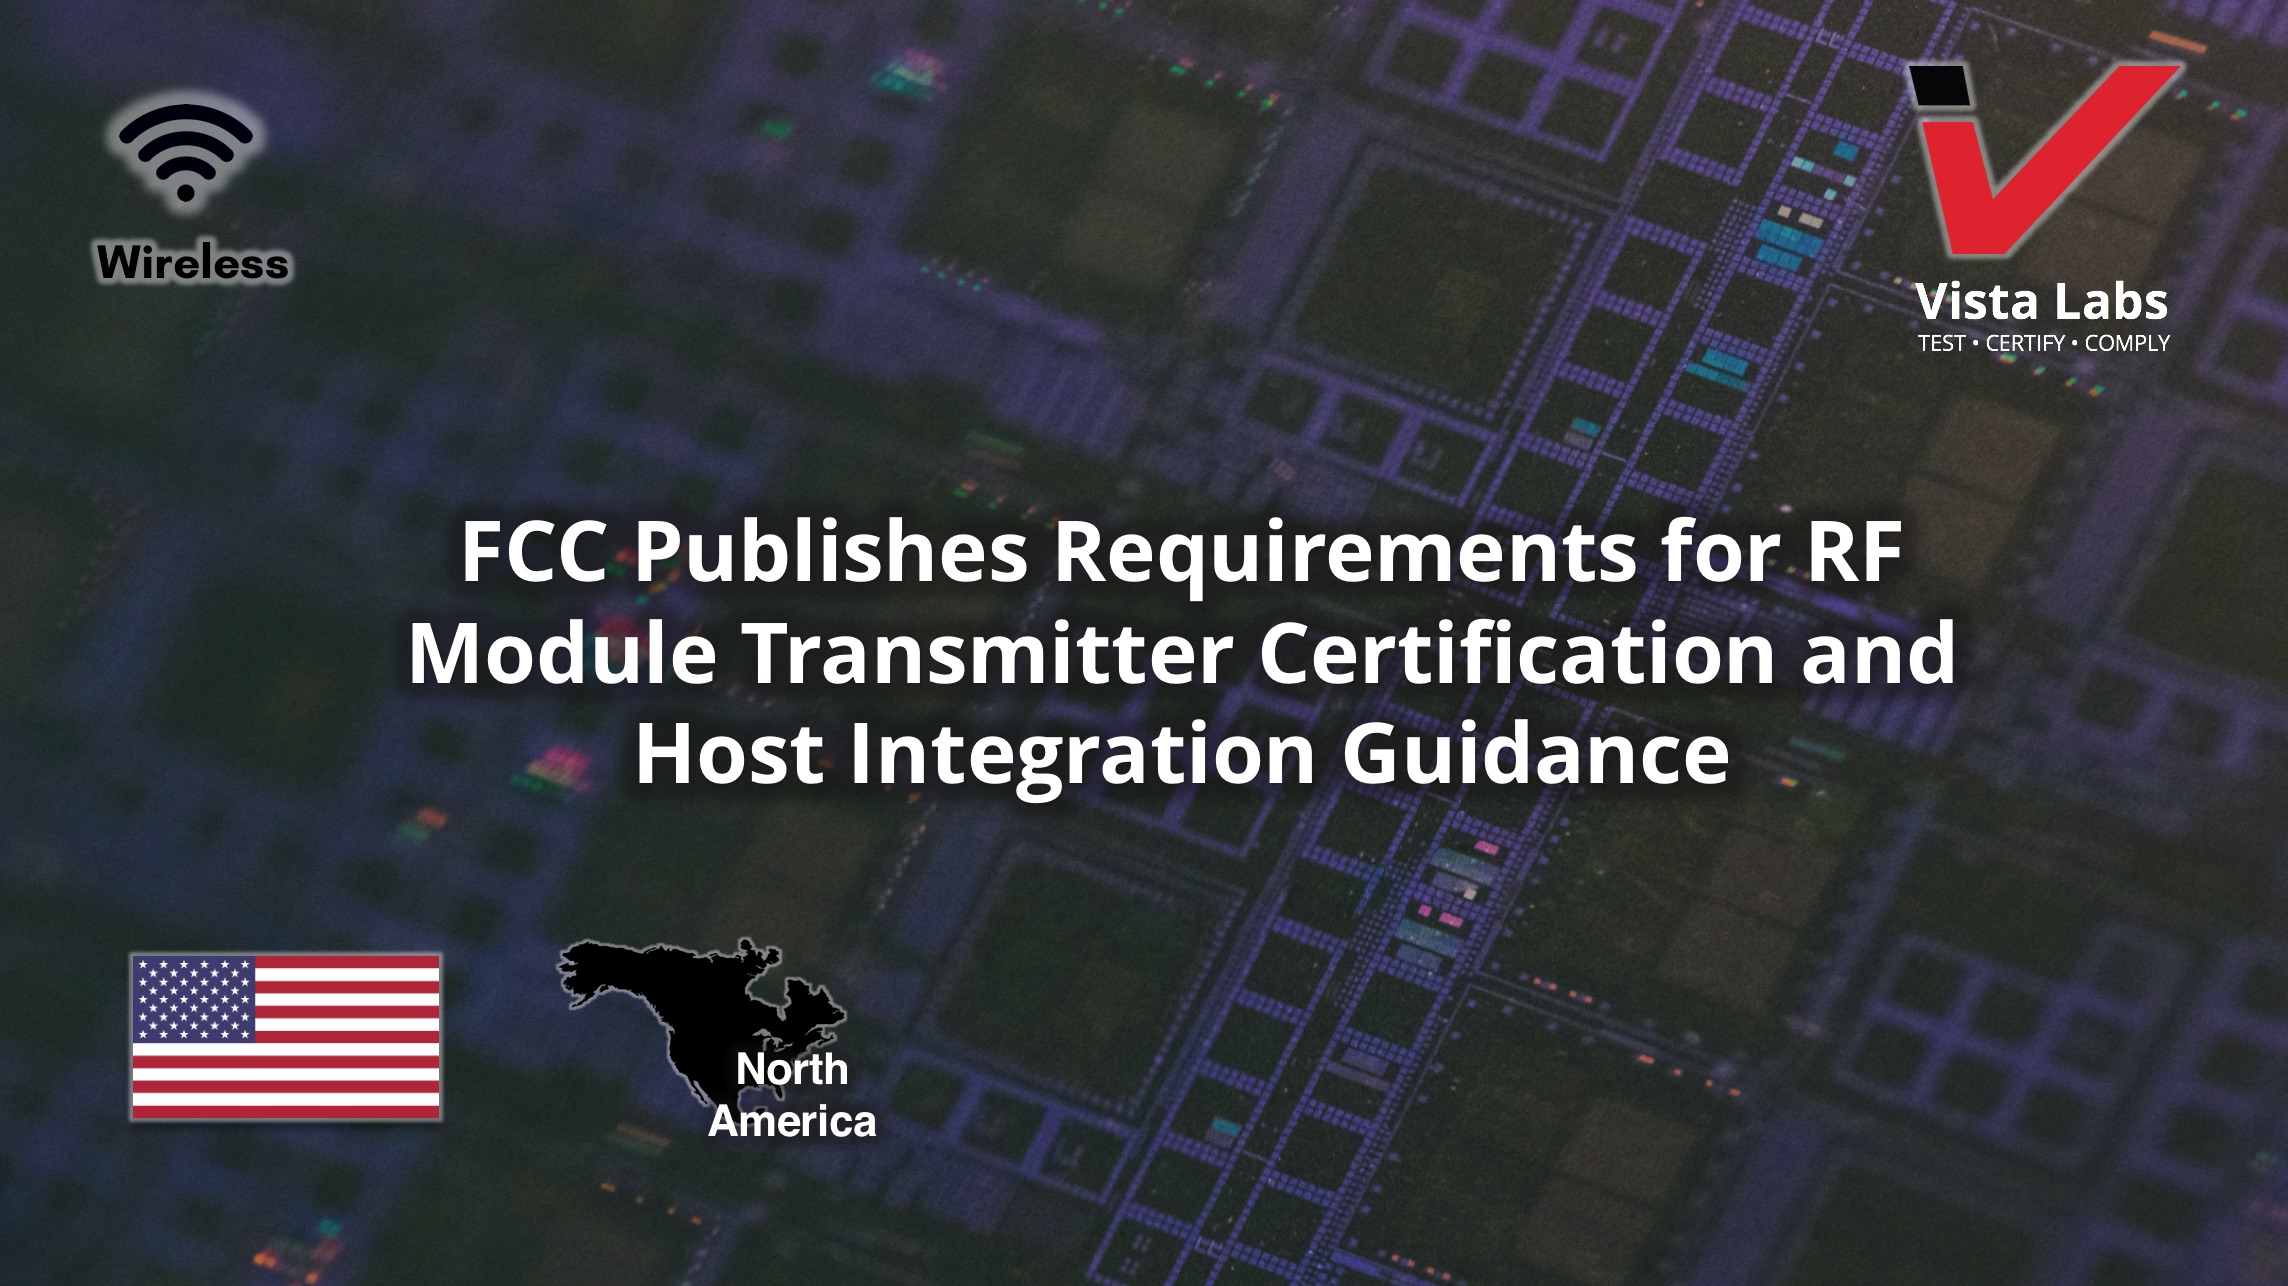 Wireless
Vista Labs
TEST • CERTIFY • COMPLY
FCC Publishes Requirements for RF
Module Transmitter Certification and
Host Integration Guidance
North
America